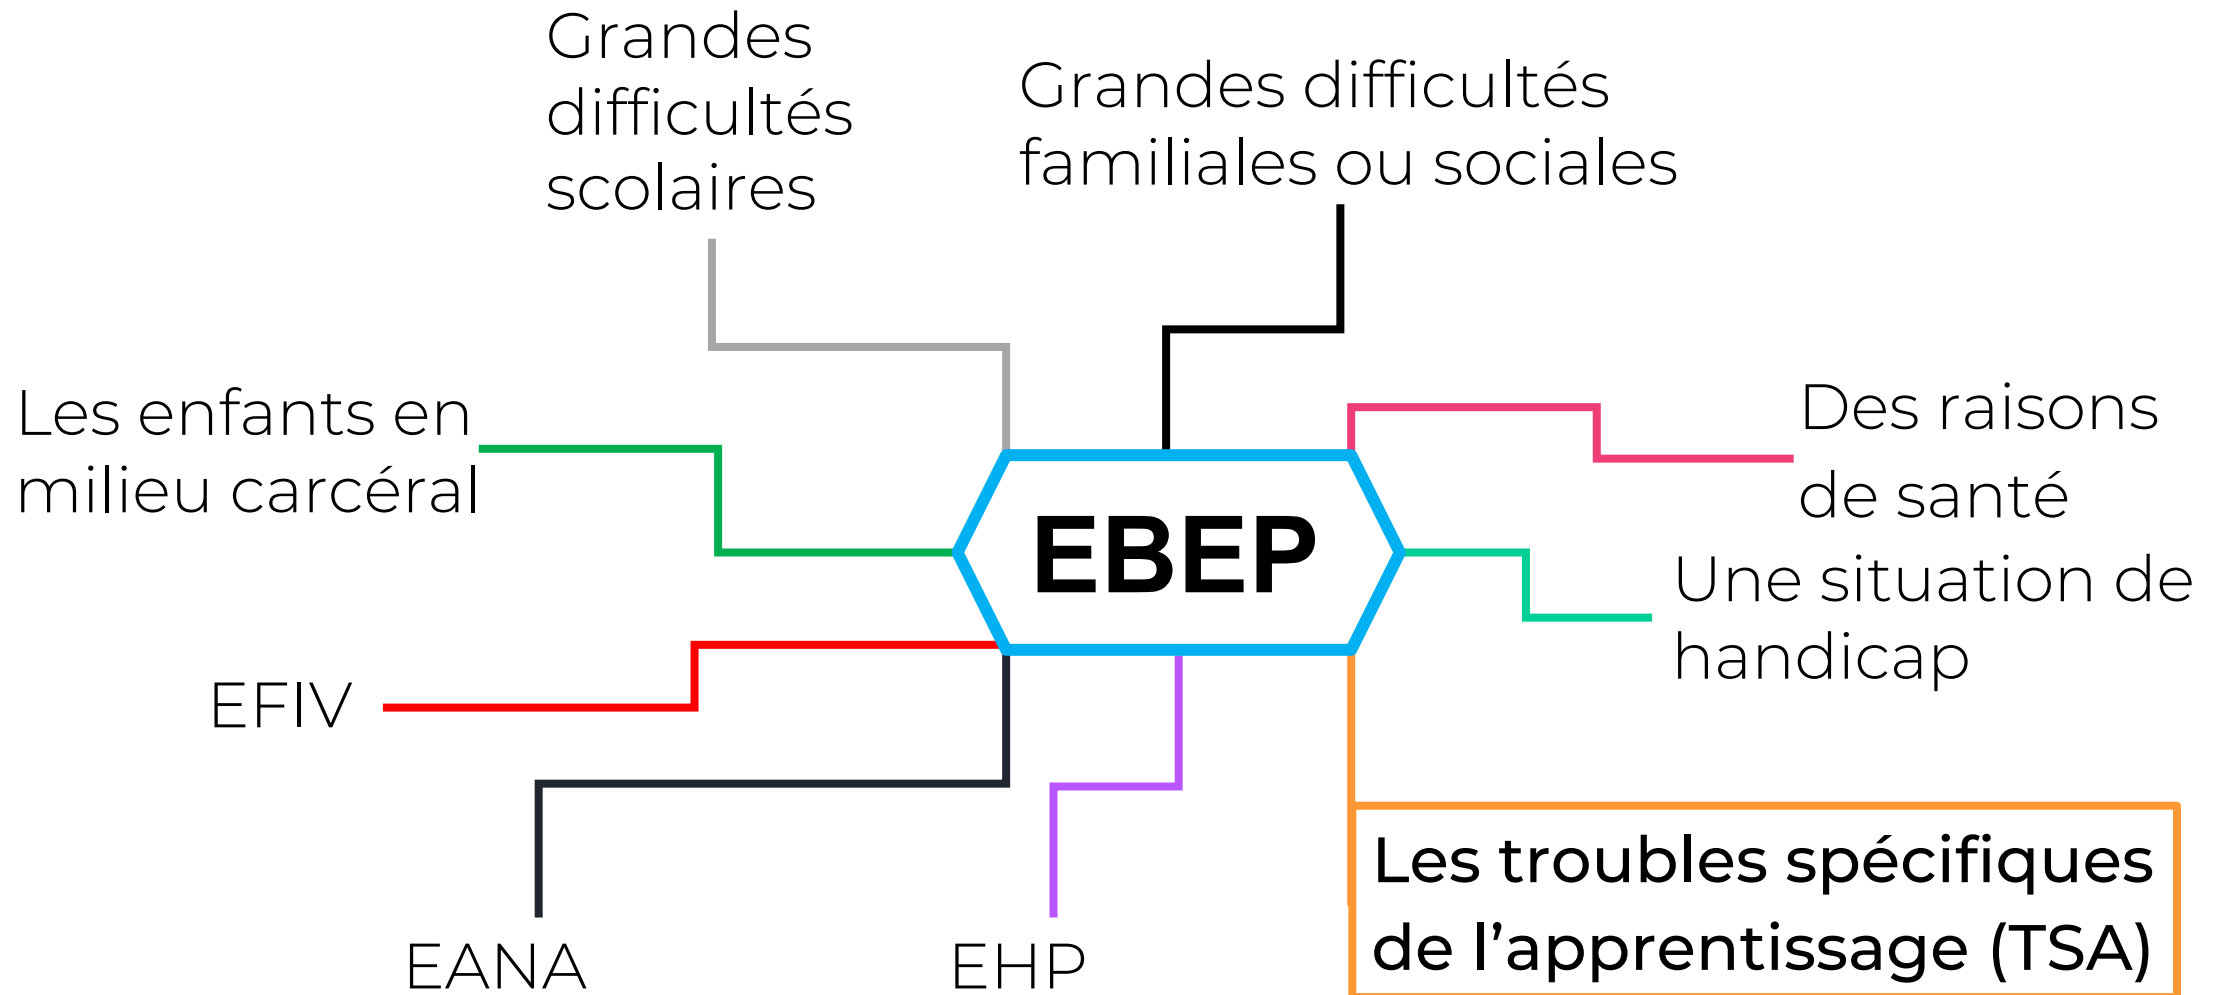 Grandes
difficultés
scolaires
Grandes difficultés
familiales ou sociales
Les enfants en
milieu carcéral
Des raisons
de santé
EBEP
Une situation de
handicap
EFIV
Les troubles spécifiques
de l’apprentissage (TSA)
EANA
EHP